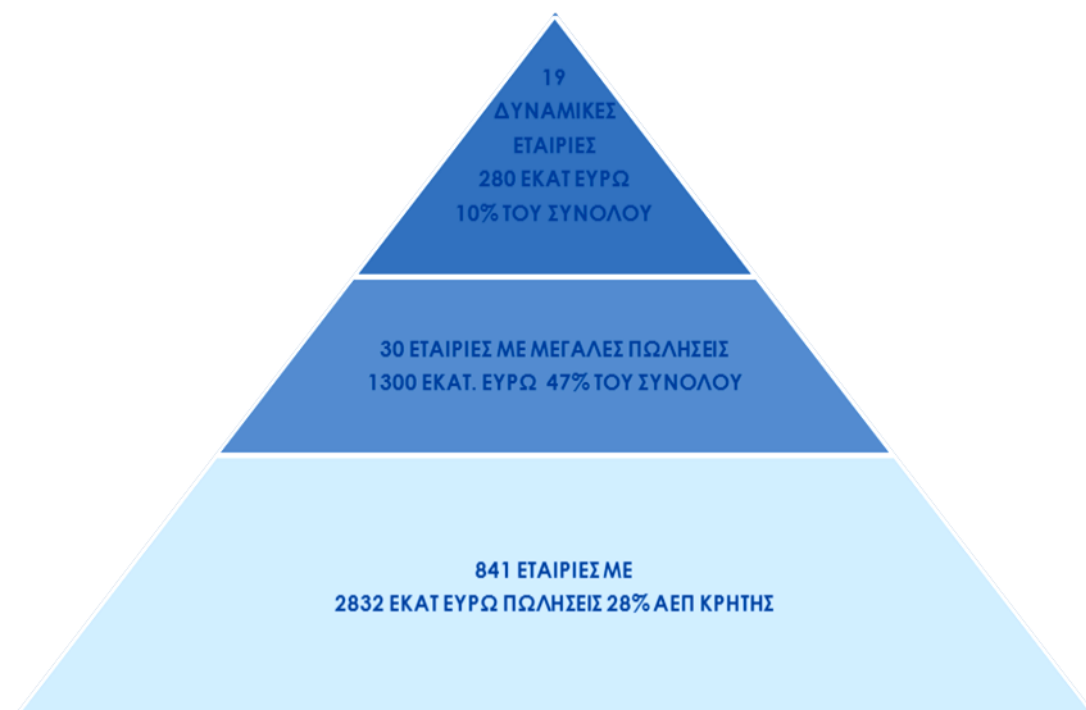 19
ΔΥΝΑΜΙΚΕΣ
ΕΤΑΙΡΙΕΣ
280 ΕΚΑΤ ΕΥΡΩ
10% ΤΟΥ ΣΥΝΟΛΟΥ
30 ΕΤΑΙΡΙΕΣ ΜΕ ΜΕΓΑΛΕΣ ΠΩΛΗΣΕΙΣ
1300 ΕΚΑΤ. ΕΥΡΩ 47% ΤΟΥ ΣΥΝΟΛΟΥ
841 ΕΤΑΙΡΙΕΣ ΜΕ
2832 ΕΚΑΤ ΕΥΡΩ ΠΩΛΗΣΕΙΣ 28% ΑΕΠ ΚΡΗΤΗΣ